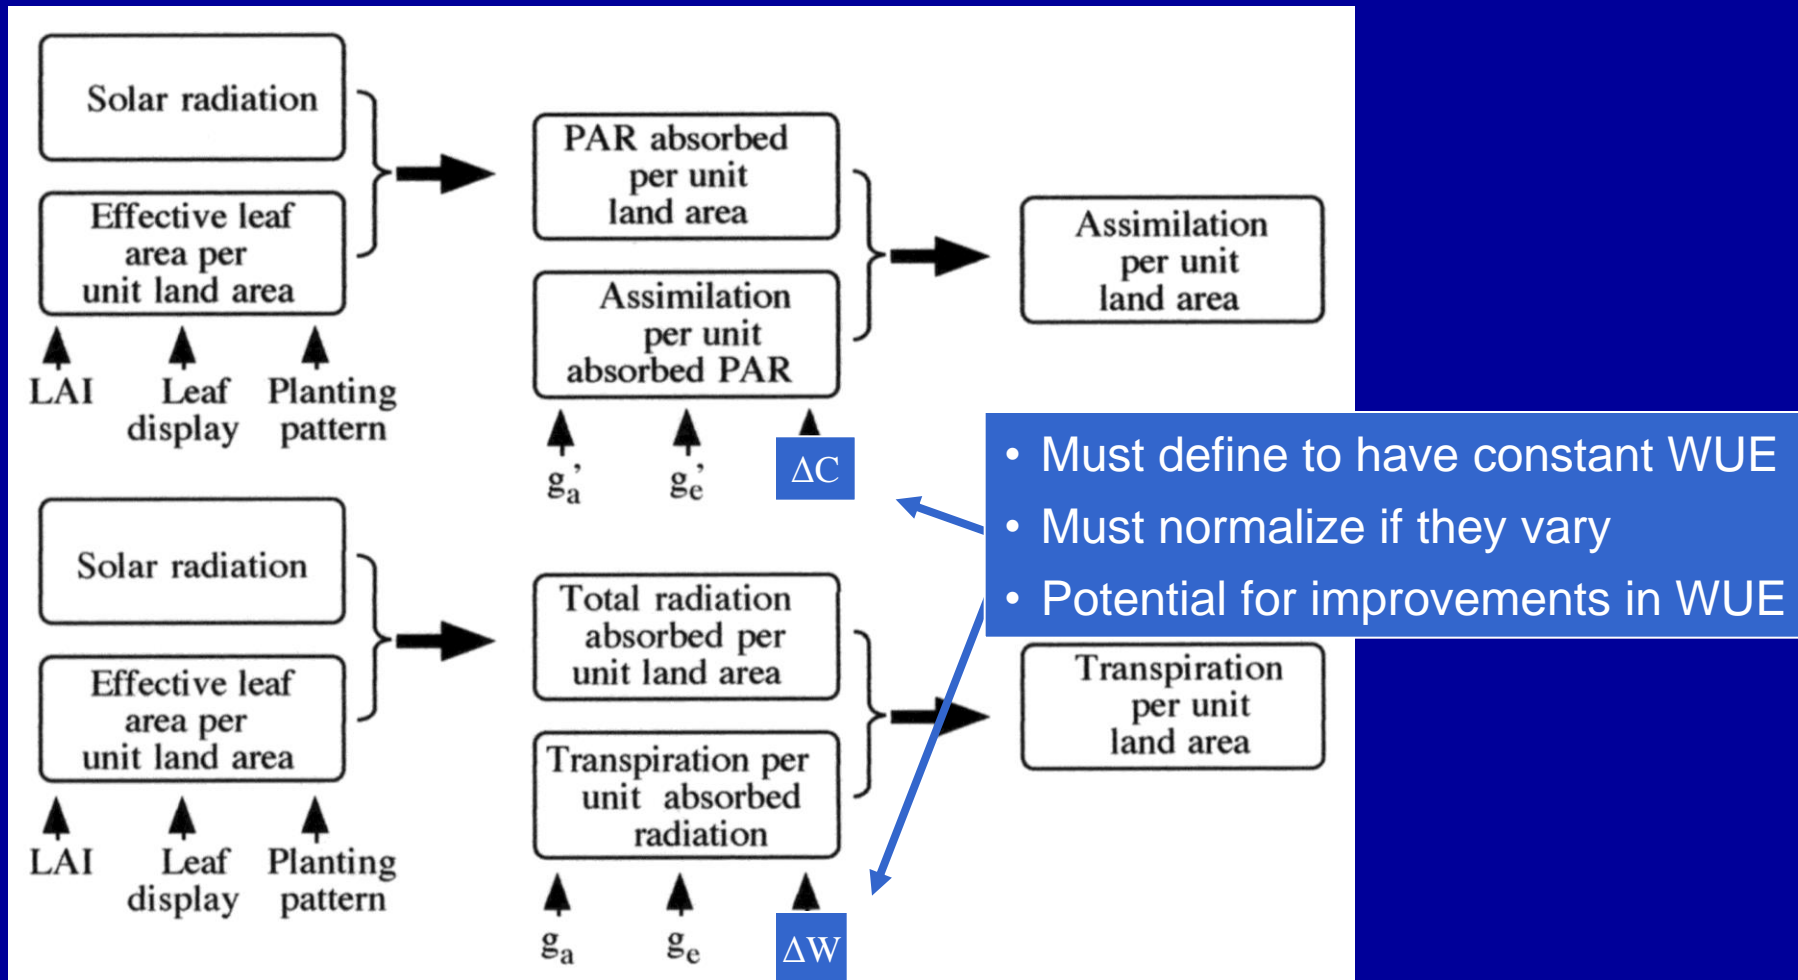 Solar radiation
Effective leaf
area per
unit land area
LAI
Leaf
display
Planting
pattern
PAR absorbed
per unit
land area
Assimilation
per unit
absorbed PAR
ga’
ge’
ΔC
Assimilation
per unit
land area
• Must define to have constant WUE
• Must normalize if they vary
• Potential for improvements in WUE
Solar radiation
Effective leaf
area per
unit land area
LAI
Leaf
display
Planting
pattern
Total radiation
absorbed per
unit land area
Transpiration per
unit absorbed
radiation
ga
ge
ΔW
Transpiration
per unit
land area